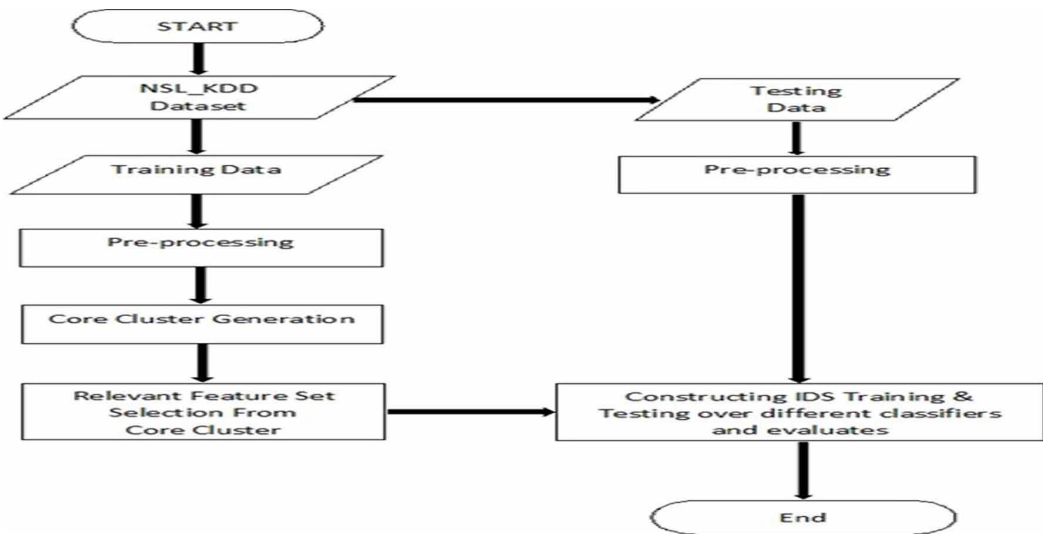 START
NSL_KDD
Dataset
Testing
Data
Training Data
Pre-processing
Pre-processing
Core Cluster Generation
Relevant Feature Set
Selection From
Core Cluster
Constructing IDS Training &
Testing over different classifiers
and evaluates
End